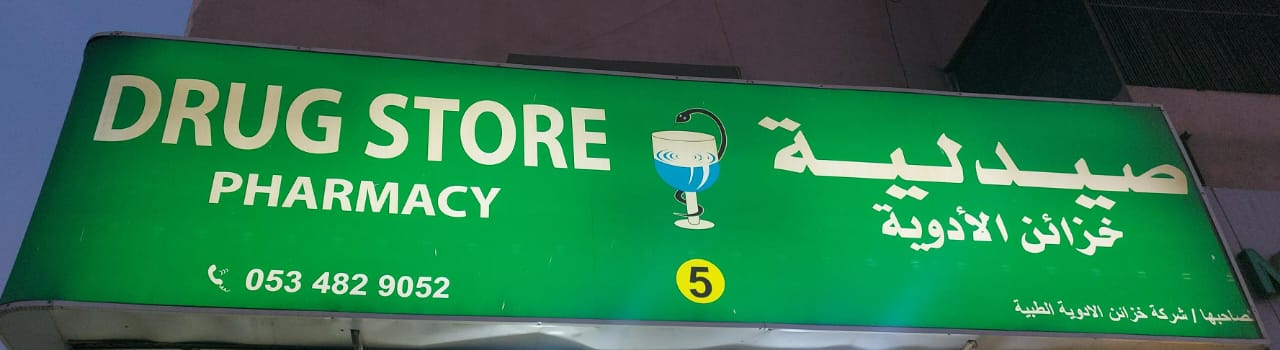 DRUG STORE
PHARMACY
053 482 9052
5
صيدلية
خزائن الأدوية
لصاحبها / شركة خزائن الادوية الطبية